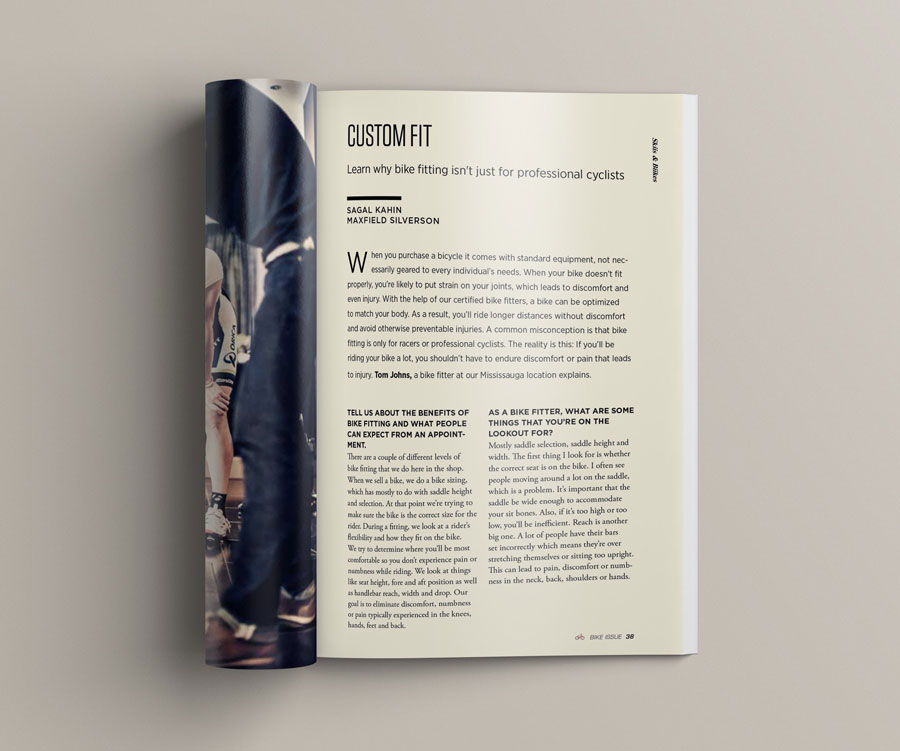 CUSTOM FIT
Learn why bike fitting isn't just for professional cyclists
Skiis & Biikes
SAGAL KAHIN
MAXFIELD SILVERSON
When you purchase a bicycle it comes with standard equipment, not nec-
essarily geared to every individual's needs. When your bike doesn't fit
properly, you're likely to put strain on your joints, which leads to discomfort and
even injury. With the help of our certified bike fitters, a bike can be optimized
to match your body. As a result, you'll ride longer distances without discomfort
and avoid otherwise preventable injuries. A common misconception is that bike
fitting is only for racers or professional cyclists. The reality is this: If you'll be
riding your bike a lot, you shouldn't have to endure discomfort or pain that leads
to injury. Tom Johns, a bike fitter at our Mississauga location explains.
TELL US ABOUT THE BENEFITS OF
BIKE FITTING AND WHAT PEOPLE
CAN EXPECT FROM AN APPOINT-
MENT.
There are a couple of different levels of
bike fitting that we do here in the shop.
When we sell a bike, we do a bike sizing,
which has mostly to do with saddle height
and selection. At that point we're trying to
make sure the bike is the correct size for the
rider. During a fitting, we look at a rider's
flexibility and how they fit on the bike.
We try to determine where you'll be most
comfortable so you don't experience pain or
numbness while riding. We look at things
like seat height, fore and aft position as well
as handlebar reach, width and drop. Our
goal is to eliminate discomfort, numbness
or pain typically experienced in the knees,
hands, feet and back.
AS A BIKE FITTER, WHAT ARE SOME
THINGS THAT YOU'RE ON THE
LOOKOUT FOR?
Mostly saddle selection, saddle height and
width. The first thing I look for is whether
the correct seat is on the bike. I often see
people moving around a lot on the saddle,
which is a problem. It's important that the
saddle be wide enough to accommodate
your sit bones. Also, if it's too high or too
low, you'll be inefficient. Reach is another
big one. A lot of people have their bars
set incorrectly which means they're over
stretching themselves or sitting too upright.
This can lead to pain, discomfort or numb-
ness in the neck, back, shoulders or hands.
BIKE ISSUE 38
ORICA